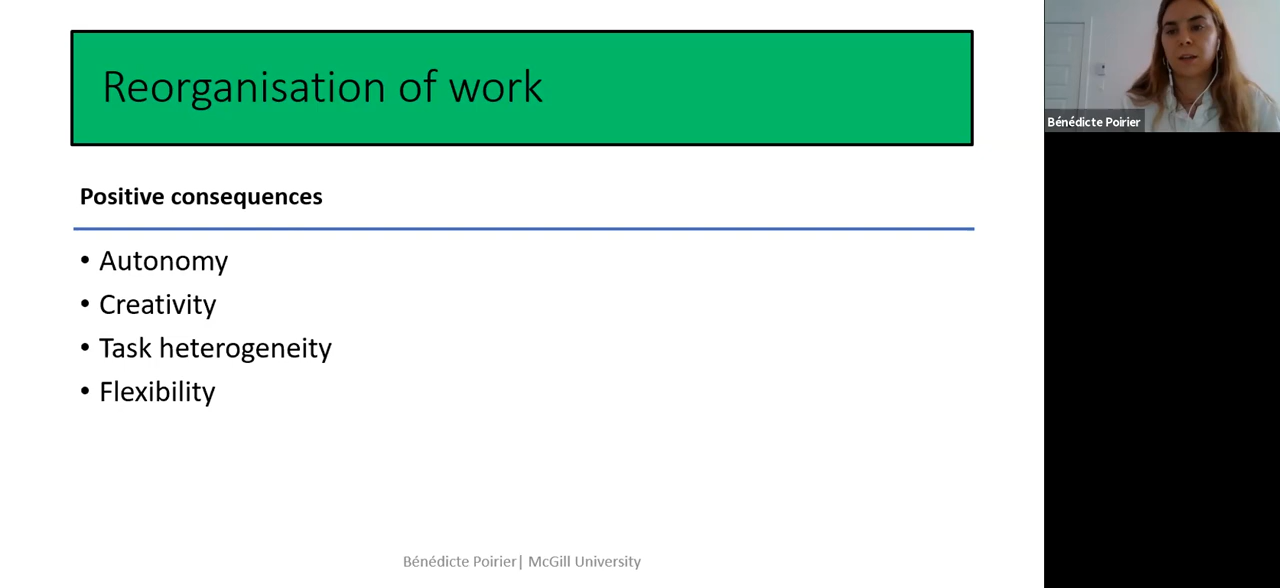 Reorganisation of work
Positive consequences
• Autonomy
• Creativity
• Task heterogeneity
• Flexibility
Bénédicte Poirier| McGill University
Bénédicte Poirier